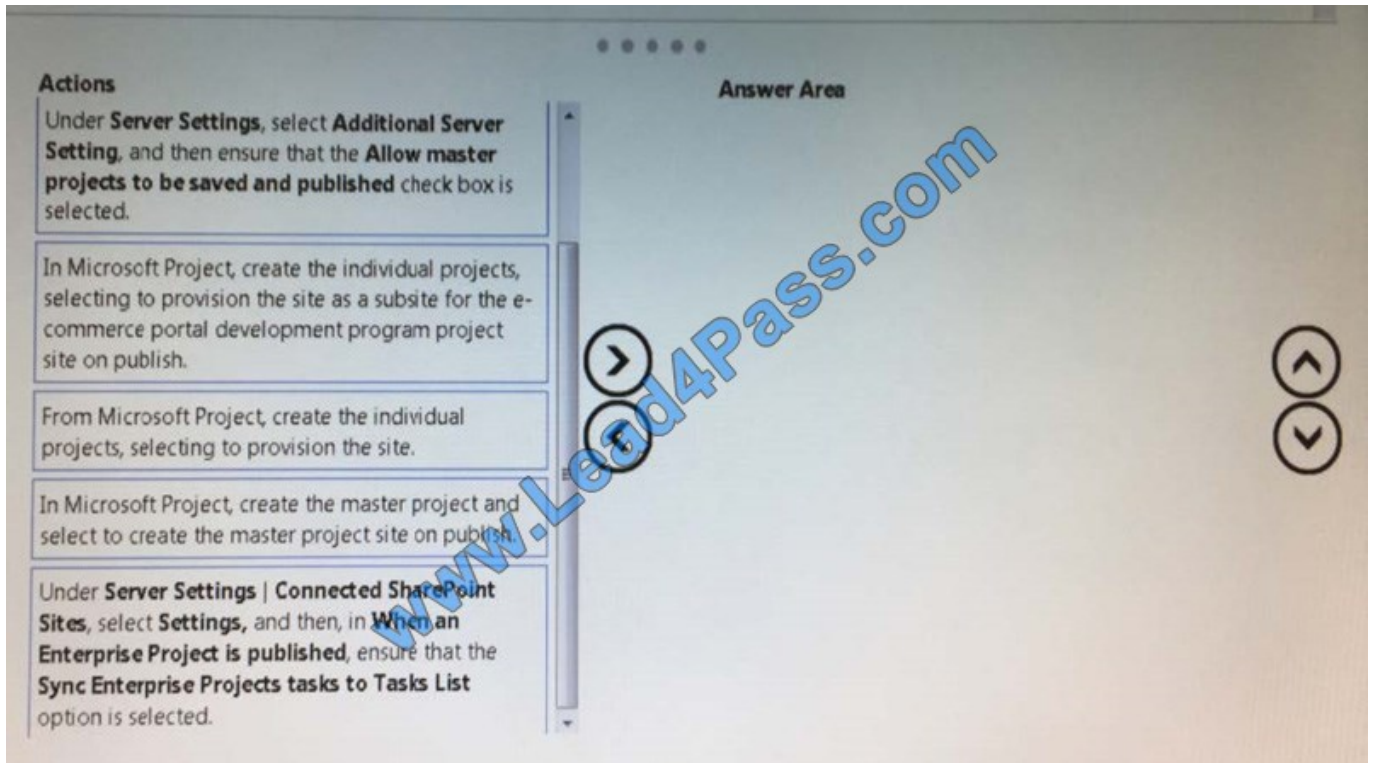 Actions
Under Server Settings, select Additional Server
Setting, and then ensure that the Allow master
projects to be saved and published check box is
selected.
In Microsoft Project, create the individual projects,
selecting to provision the site as a subsite for the e-
commerce portal development program project
site on publish.
From Microsoft Project, create the individual
projects, selecting to provision the site.
In Microsoft Project, create the master project and
select to create the master project site on publish.
Under Server Settings | Connected SharePoint
Sites, select Settings, and then, in When an
Enterprise Project is published, ensure that the
Sync Enterprise Projects tasks to Tasks List
option is selected.
Answer Area
www.Lead4Pass.com